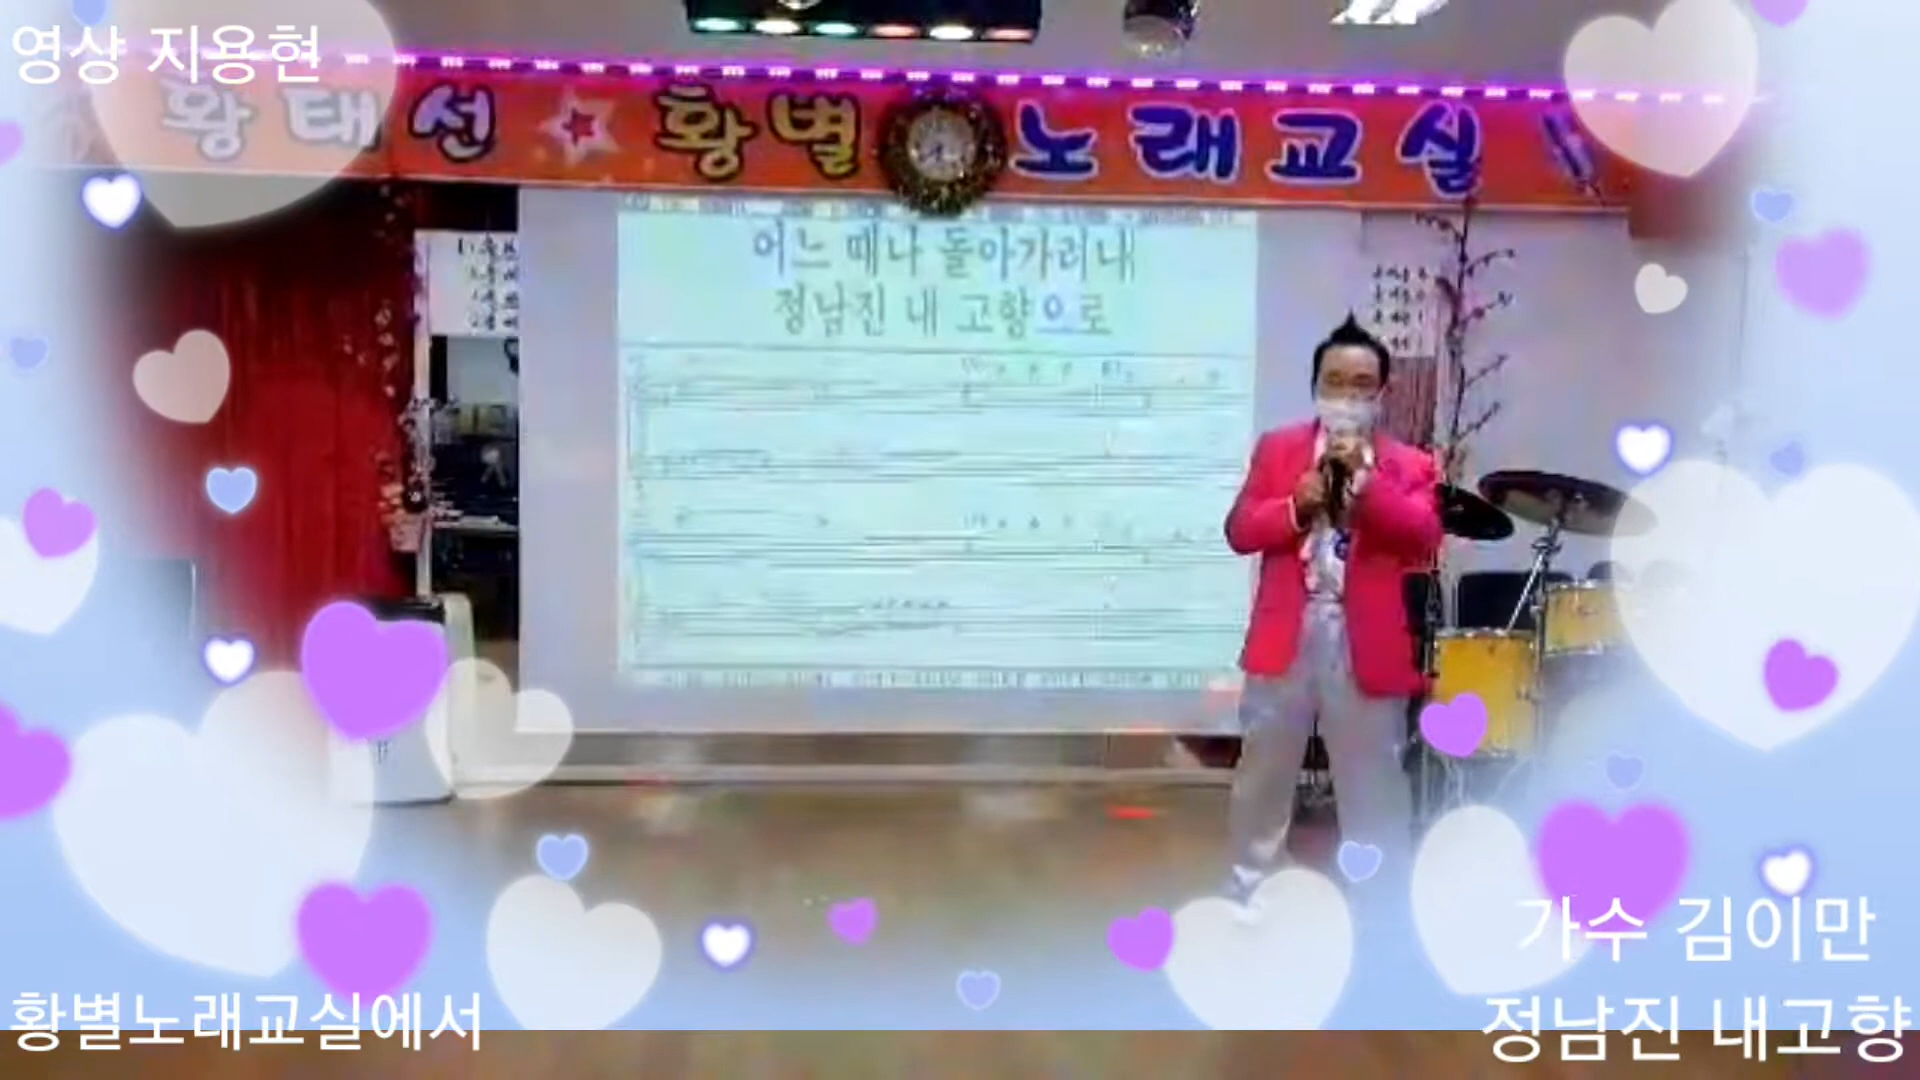 영상 지용현
황태선 ☆ 황별 노래교실
어느 때나 돌아가려나
정남진 내 고향으로
가수 김이만
황별노래교실에서
정남진 내고향